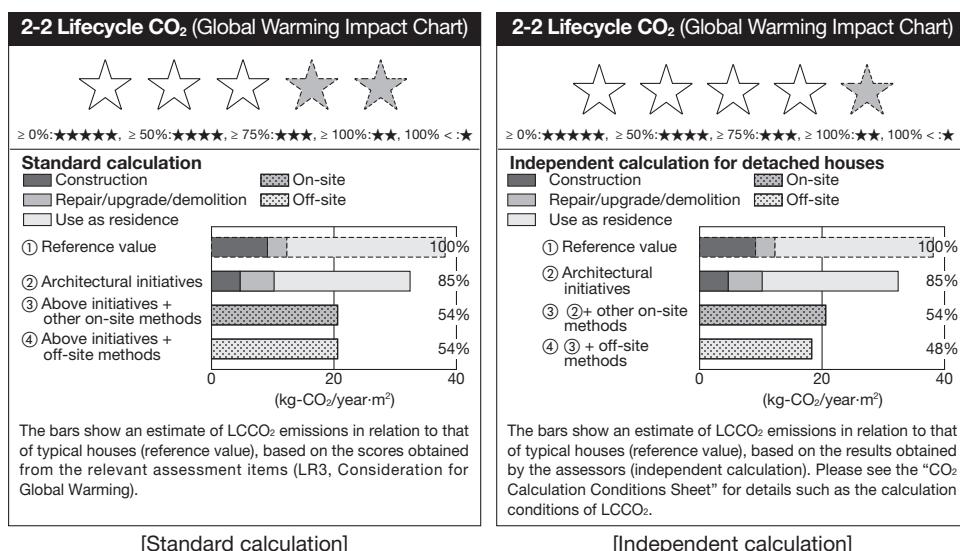 2-2 Lifecycle CO₂ (Global Warming Impact Chart)
≥ 0%:★★★★★, ≥ 50%:★★★★, ≥ 75%:★★★, ≥ 100%:★★, 100% < :★
Standard calculation
Construction
On-site
Repair/upgrade/demolition
Off-site
Use as residence
① Reference value
100%
② Architectural initiatives
85%
③ Above initiatives +
other on-site methods
54%
④ Above initiatives +
off-site methods
54%
0 20 40
(kg-CO₂/year·m²)
The bars show an estimate of LCCO₂ emissions in relation to that
of typical houses (reference value), based on the scores obtained
from the relevant assessment items (LR3, Consideration for
Global Warming).
[Standard calculation]
2-2 Lifecycle CO₂ (Global Warming Impact Chart)
≥ 0%:★★★★★, ≥ 50%:★★★★, ≥ 75%:★★★, ≥ 100%:★★, 100% < :★
Independent calculation for detached houses
Construction
On-site
Repair/upgrade/demolition
Off-site
Use as residence
① Reference value
100%
② Architectural
initiatives
85%
③ ②+ other on-site
methods
54%
④ ③ + off-site
methods
48%
0 20 40
(kg-CO₂/year·m²)
The bars show an estimate of LCCO₂ emissions in relation to that
of typical houses (reference value), based on the results obtained
by the assessors (independent calculation). Please see the “CO₂
Calculation Conditions Sheet” for details such as the calculation
conditions of LCCO₂.
[Independent calculation]